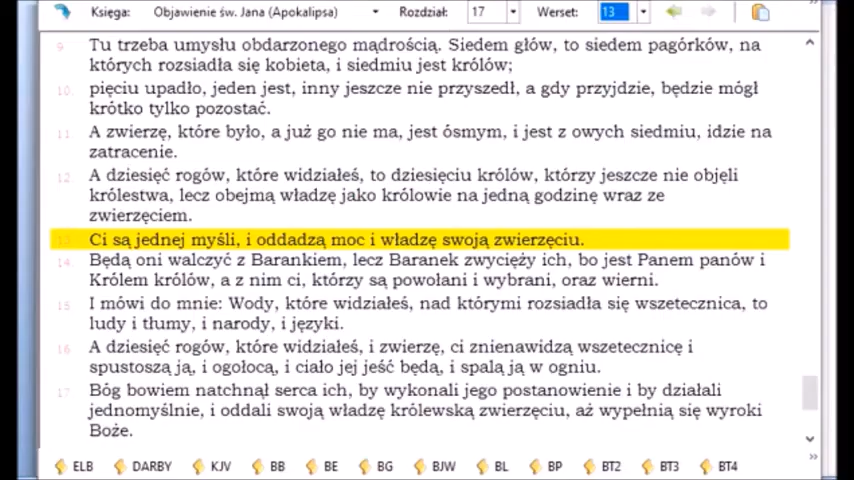 Księga: Objawienie św. Jana (Apokalipsa) Rozdział: 17 Werset: 13
9. Tu trzeba umysłu obdarzonego mądrością. Siedem głów, to siedem pagórków, na
których rozsiadła się kobieta, i siedmiu jest królów;
10. pięciu upadło, jeden jest, inny jeszcze nie przyszedł, a gdy przyjdzie, będzie mógł
krótko tylko pozostać.
11. A zwierzę, które było, a już go nie ma, jest ósmym, i jest z owych siedmiu, idzie na
zatracenie.
12. A dziesięć rogów, które widziałeś, to dziesięciu królów, którzy jeszcze nie objęli
królestwa, lecz obejmą władzę jako królowie na jedną godzinę wraz ze
zwierzęciem.
13. Ci są jednej myśli, i oddadzą moc i władzę swoją zwierzęciu.
14. Będą oni walczyć z Barankiem, lecz Baranek zwycięży ich, bo jest Panem panów i
Królem królów, a z nim ci, którzy są powołani i wybrani, oraz wierni.
15. I mówi do mnie: Wody, które widziałeś, nad którymi rozsiadła się wszetecznica, to
ludy i tłumy, i narody, i języki.
16. A dziesięć rogów, które widziałeś, i zwierzę, ci znienawidzą wszetecznicę i
spustoszą ją, i ogołocą, i ciało jej jeść będą, i spalą ją w ogniu.
17. Bóg bowiem natchnął serca ich, by wykonali jego postanowienie i by działali
jednomyślnie, i oddali swoją władzę królewską zwierzęciu, aż wypełnią się wyroki
Boże.
ELB DARBY KJV BB BE BG BJW BL BP BT2 BT3 BT4